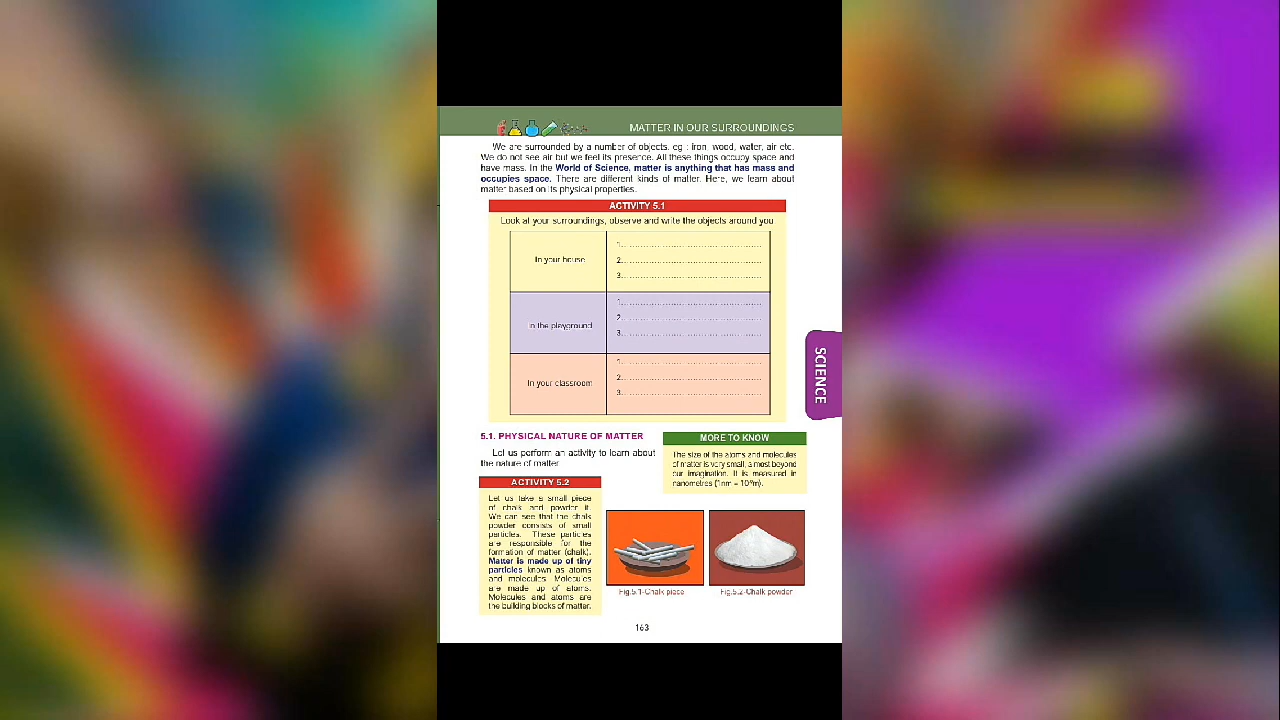 MATTER IN OUR SURROUNDINGS
We are surrounded by a number of objects. eg : iron, wood, water, air etc.
We do not see air but we feel its presence. All these things occupy space and
have mass. In the World of Science, matter is anything that has mass and
occupies space. There are different kinds of matter. Here, we learn about
matter based on its physical properties.
ACTIVITY 5.1
Look at your surroundings, observe and write the objects around you
In your house
1.
2.
3.
In the playground
1.
2.
3.
In your classroom
1.
2.
3.
SCIENCE
5.1. PHYSICAL NATURE OF MATTER
Let us perform an activity to learn about
the nature of matter
MORE TO KNOW
The size of the atoms and molecules
of matter is very small, almost beyond
our imagination. It is measured in
nanometres (1nm = 10⁻⁹m).
ACTIVITY 5.2
Let us take a small piece
of chalk and powder it.
We can see that the chalk
powder consists of small
particles. These particles
are responsible for the
formation of matter (chalk).
Matter is made up of tiny
particles known as atoms
and molecules. Molecules
are made up of atoms.
Molecules and atoms are
the building blocks of matter.
Fig.5.1-Chalk piece
Fig.5.2-Chalk powder
163